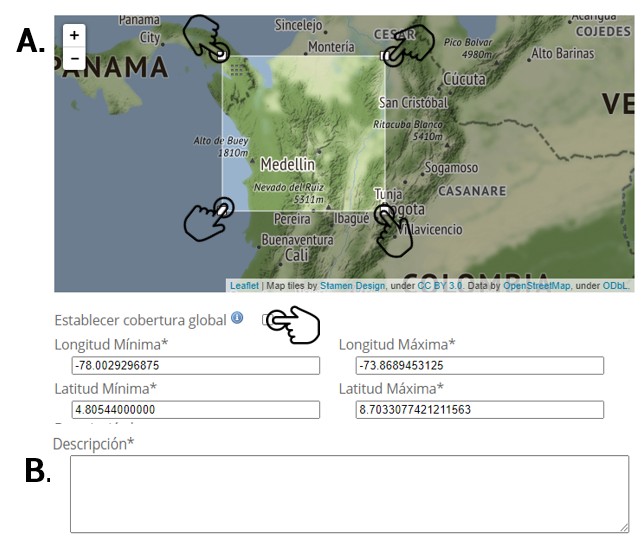 A.
+
−
Panama
City
PANAMA
Sincelejo
Montería
CESAR
Acarigua
COJEDES
Pico Bolvar
4980m
Alto Barinas
Cúcuta
San Cristóbal
VE
Ritacuba Blanco
5410m
Alto de Buey
1810m
Medellin
Sogamoso
Nevado del Ruiz
5311m
Tunja
CASANARE
Bogota
Pereira
Ibagué
Villavicencio
Buenaventura
Cali
COLOMBIA
Leaflet | Map tiles by Stamen Design, under CC BY 3.0. Data by OpenStreetMap, under ODbL.
Establecer cobertura global
Longitud Mínima* Longitud Máxima*
-78.0029296875 -73.8689453125
Latitud Mínima* Latitud Máxima*
4.80544000000 8.7033077421211563
Descripción*
B.